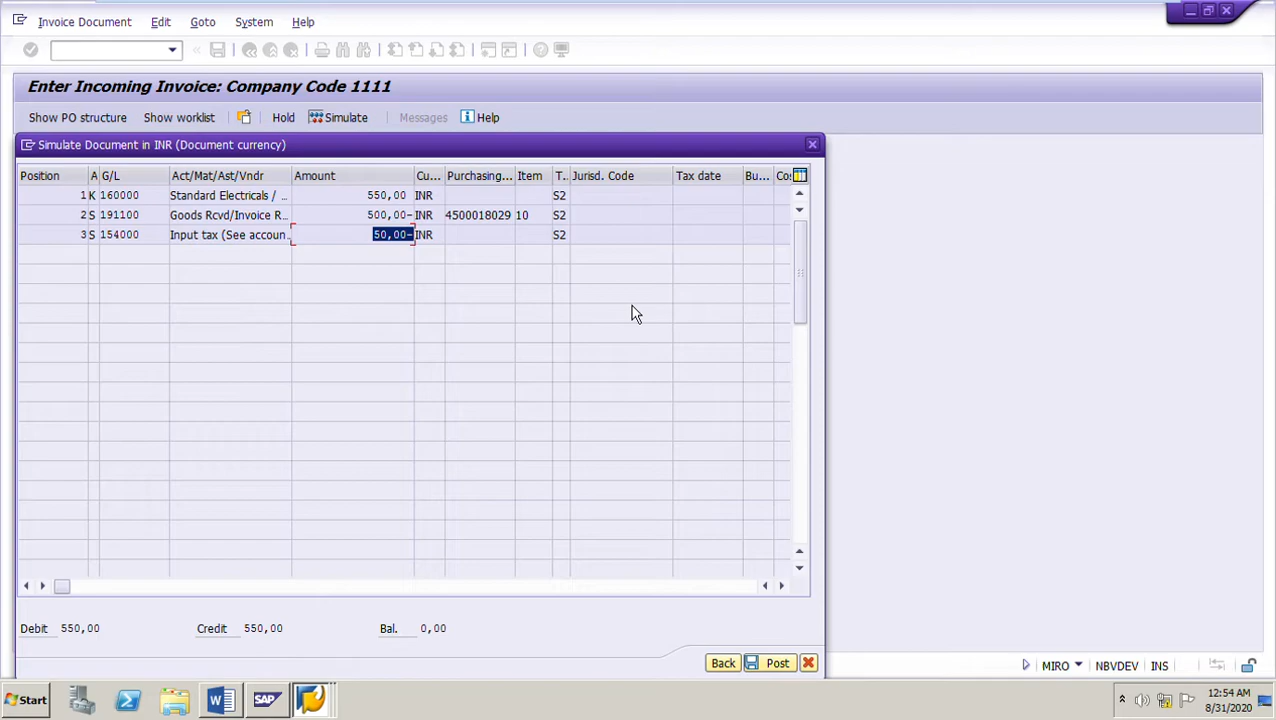 Invoice Document Edit Goto System Help
Enter Incoming Invoice: Company Code 1111
Show PO structure Show worklist Hold Simulate Messages Help
Simulate Document in INR (Document currency)
Position A G/L Act/Mat/Ast/Vndr Amount Cu... Purchasing... Item T.. Jurisd. Code Tax date Bu... Cos
1 K 160000 Standard Electricals / ... 550,00 INR S2
2 S 191100 Goods Rcvd/Invoice R... 500,00- INR 4500018029 10 S2
3 S 154000 Input tax (See accoun... 50,00- INR S2
Debit 550,00 Credit 550,00 Bal. 0,00
Back Post
MIRO NBVDEV INS
Start SAP 12:54 AM
8/31/2020